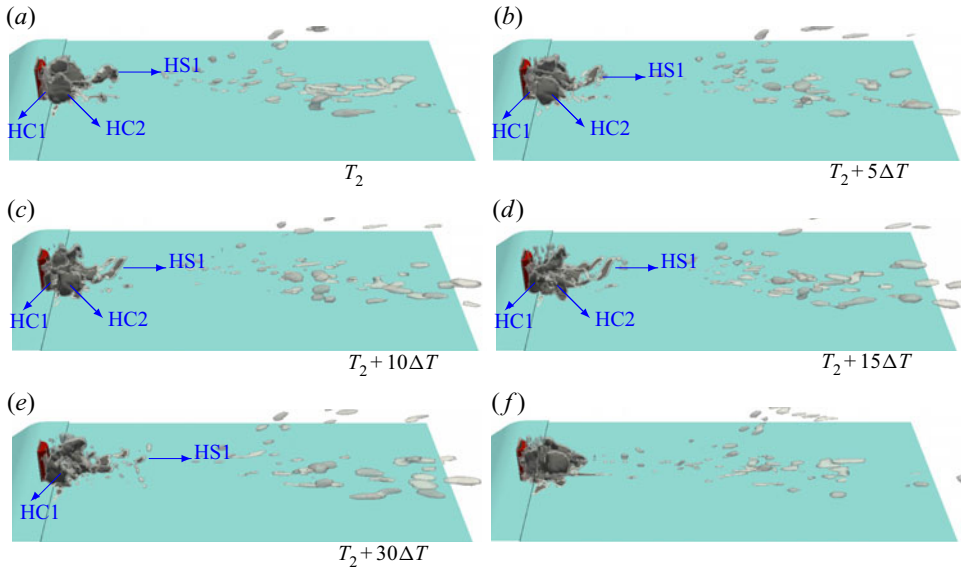 (a)
HS1
HC1
HC2
T₂
(b)
HS1
HC1
HC2
T₂ + 5ΔT
(c)
HS1
HC1
HC2
T₂ + 10ΔT
(d)
HS1
HC1
HC2
T₂ + 15ΔT
(e)
HS1
HC1
T₂ + 30ΔT
(f)